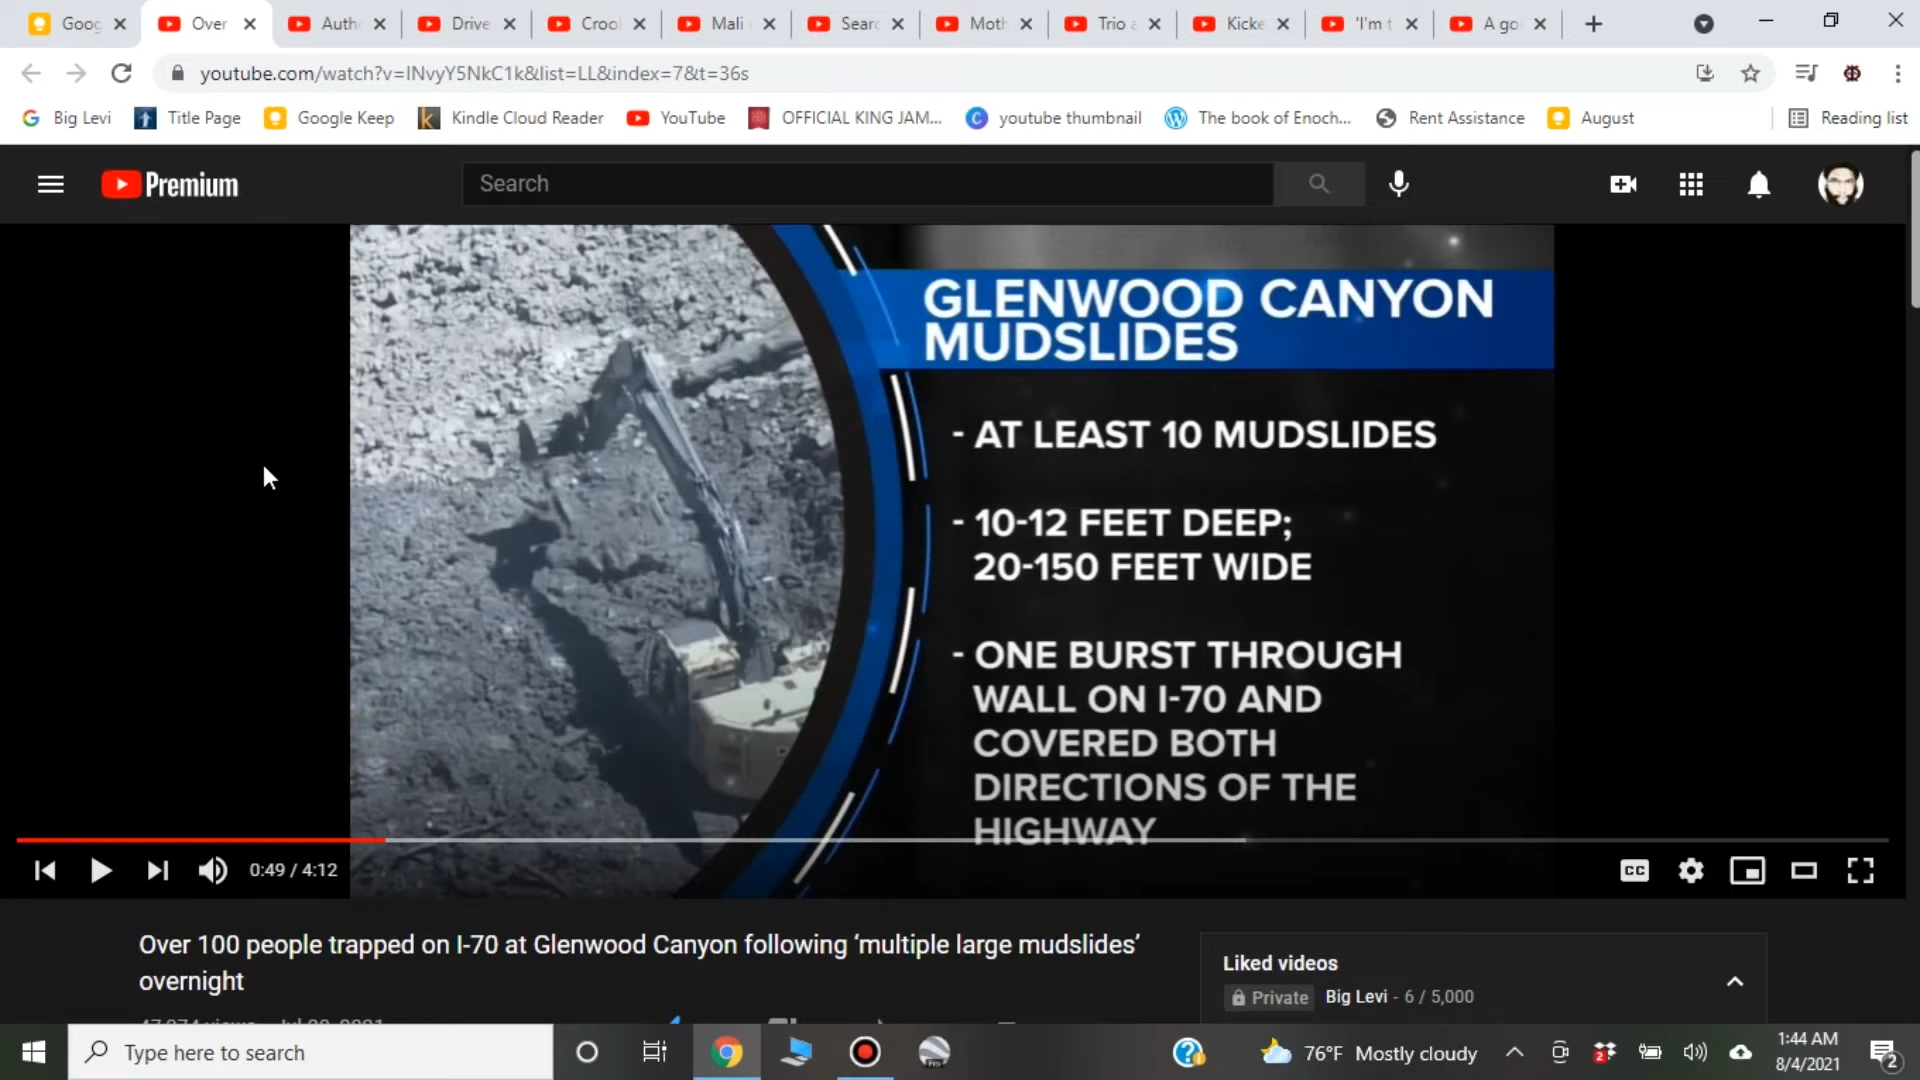 Goog
Over
Auth
Drive
Croo
Mali
Sear
Moth
Trio a
Kicke
'I'm t
A go
youtube.com/watch?v=INvyY5NkC1k&list=LL&index=7&t=36s
Big Levi
Title Page
Google Keep
Kindle Cloud Reader
YouTube
OFFICIAL KING JAM...
youtube thumbnail
The book of Enoch...
Rent Assistance
August
Reading list
Premium
Search
GLENWOOD CANYON
MUDSLIDES
- AT LEAST 10 MUDSLIDES
- 10-12 FEET DEEP;
20-150 FEET WIDE
- ONE BURST THROUGH
WALL ON I-70 AND
COVERED BOTH
DIRECTIONS OF THE
HIGHWAY
0:49 / 4:12
CC
Over 100 people trapped on I-70 at Glenwood Canyon following ‘multiple large mudslides’
overnight
Liked videos
Private Big Levi - 6 / 5,000
Type here to search
76°F Mostly cloudy
1:44 AM
8/4/2021
2